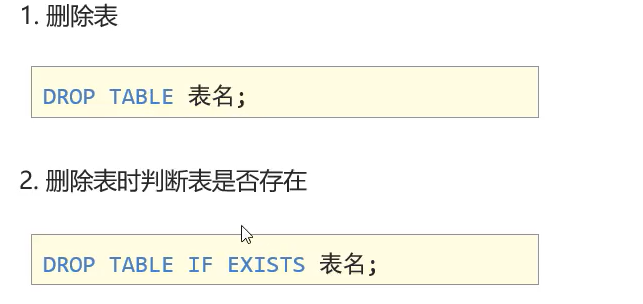 1. 删除表
DROP TABLE 表名;
2. 删除表时判断表是否存在
DROP TABLE IF EXISTS 表名;